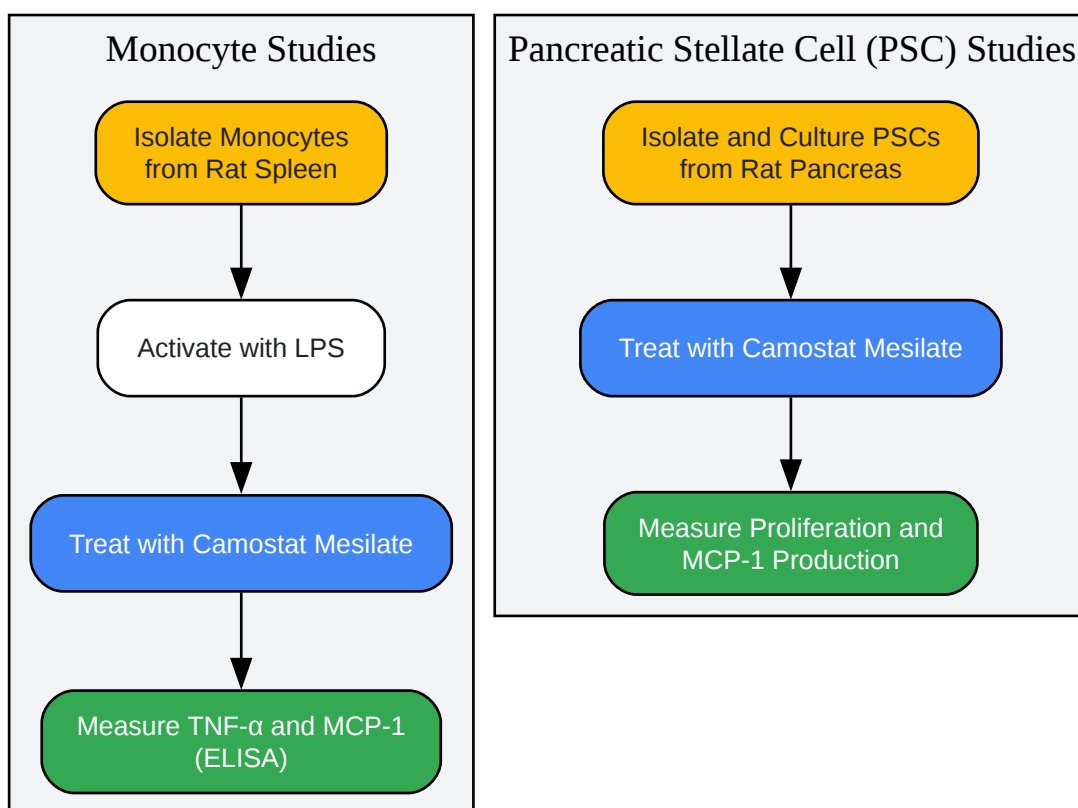 Monocyte Studies
Isolate Monocytes
from Rat Spleen
Activate with LPS
Treat with Camostat Mesilate
Measure TNF-α and MCP-1
(ELISA)
Pancreatic Stellate Cell (PSC) Studies
Isolate and Culture PSCs
from Rat Pancreas
Treat with Camostat Mesilate
Measure Proliferation and
MCP-1 Production